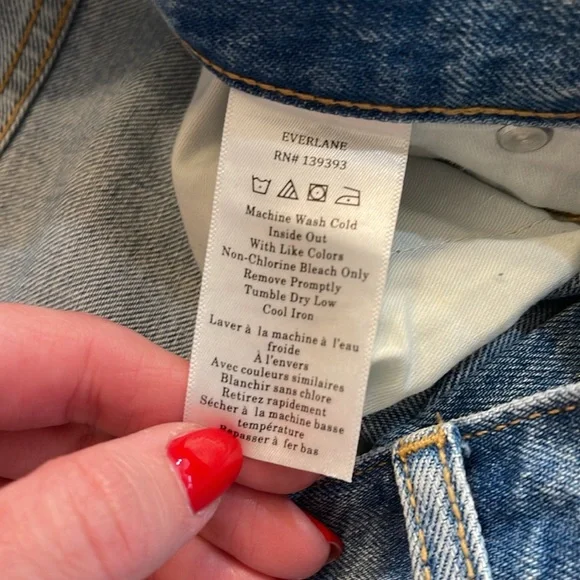 EVERLANE
RN# 139393
Machine Wash Cold
Inside Out
With Like Colors
Non-Chlorine Bleach Only
Remove Promptly
Tumble Dry Low
Cool Iron
Laver à la machine à l'eau
froide
À l'envers
Avec couleurs similaires
Blanchir sans chlore
Retirez rapidement
Sécher à la machine basse
température
Repasser à fer bas